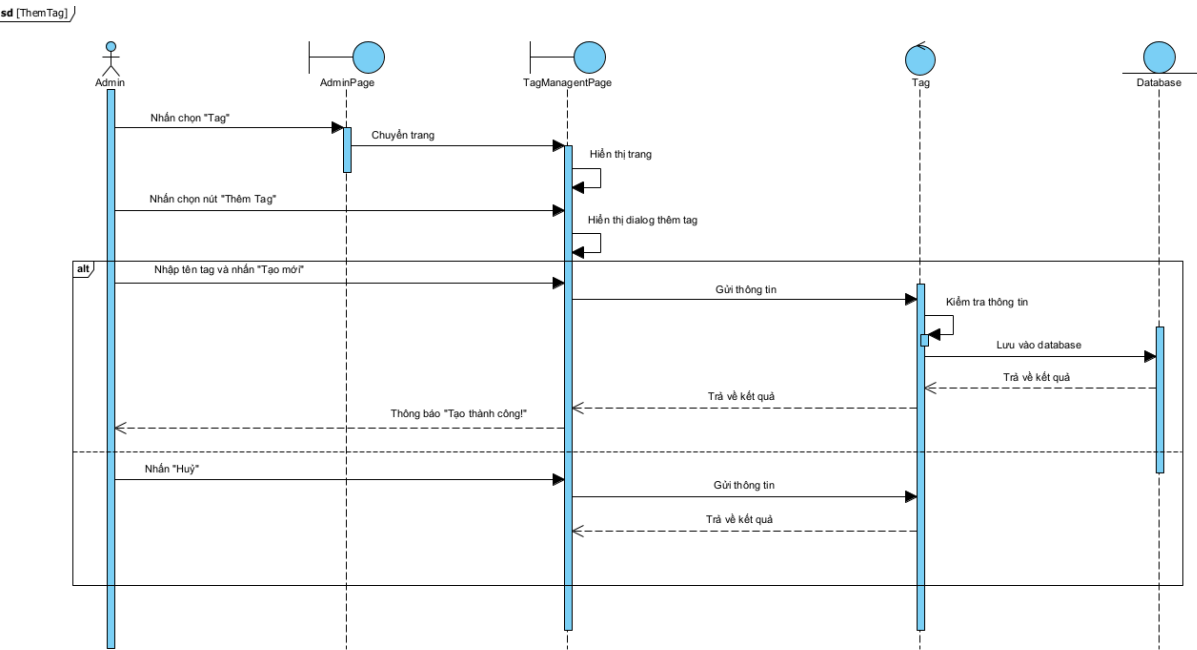 sd [ThemTag]
Admin
AdminPage
TagManagentPage
Tag
Database
Nhấn chọn "Tag"
Chuyển trang
Hiển thị trang
Nhấn chọn nút "Thêm Tag"
Hiển thị dialog thêm tag
alt
Nhập tên tag và nhấn "Tạo mới"
Gửi thông tin
Kiểm tra thông tin
Lưu vào database
Trả về kết quả
Trả về kết quả
Thông báo "Tạo thành công!"
Nhấn "Huỷ"
Gửi thông tin
Trả về kết quả